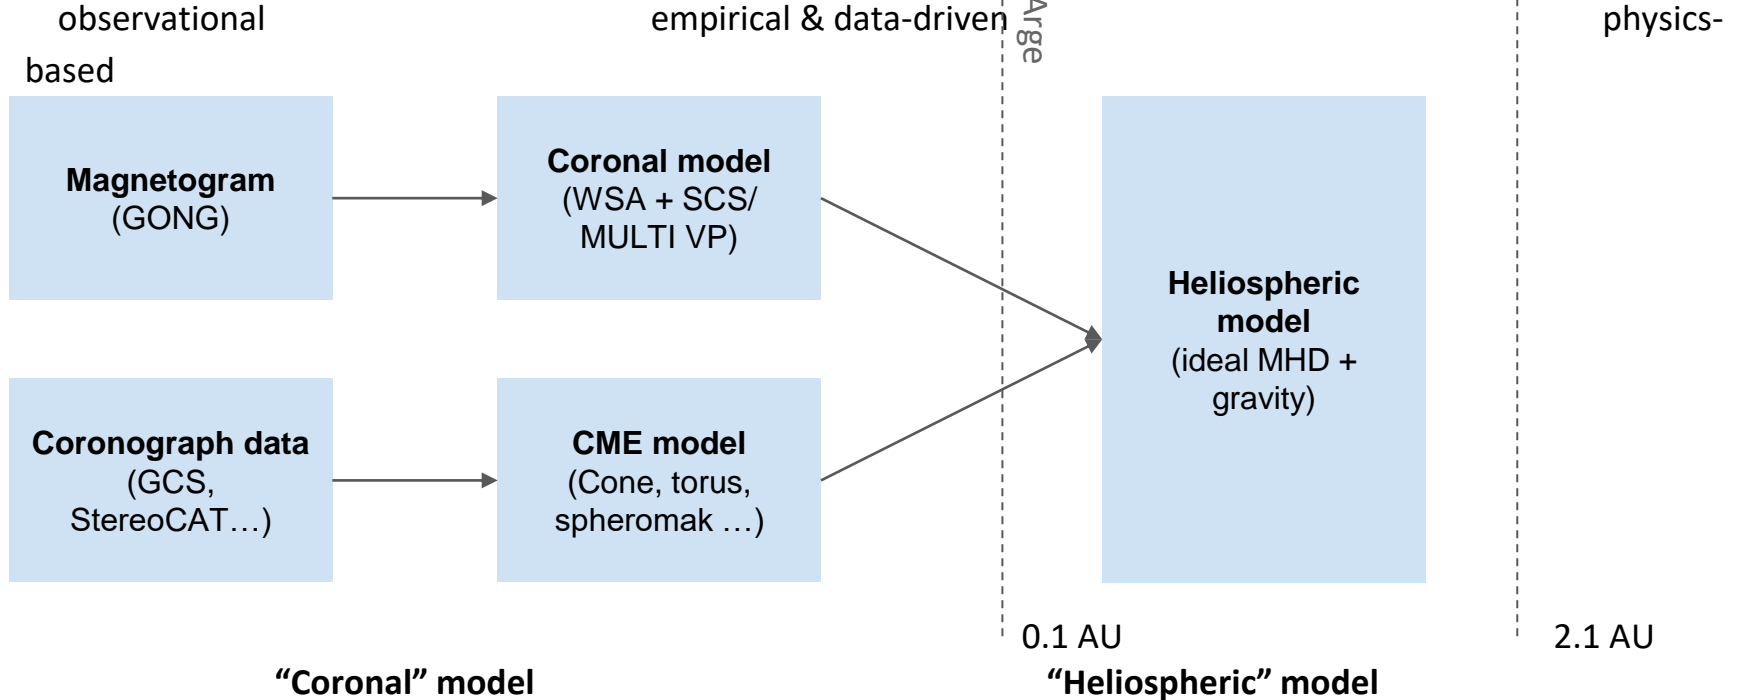 observational
empirical & data-driven
physics-
based
Arge
Magnetogram
(GONG)
Coronal model
(WSA + SCS/
MULTI VP)
Heliospheric
model
(ideal MHD +
gravity)
Coronograph data
(GCS,
StereoCAT…)
CME model
(Cone, torus,
spheromak …)
0.1 AU
2.1 AU
“Coronal” model
“Heliospheric” model